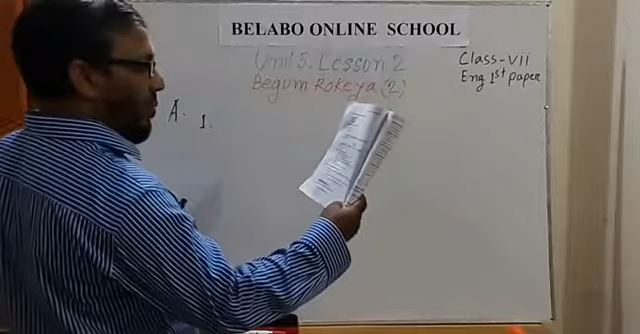 BELABO ONLINE SCHOOL
Unit 5. Lesson 2
Begum Rokeya (2)
Class-vii
Eng 1st paper
A.
1.